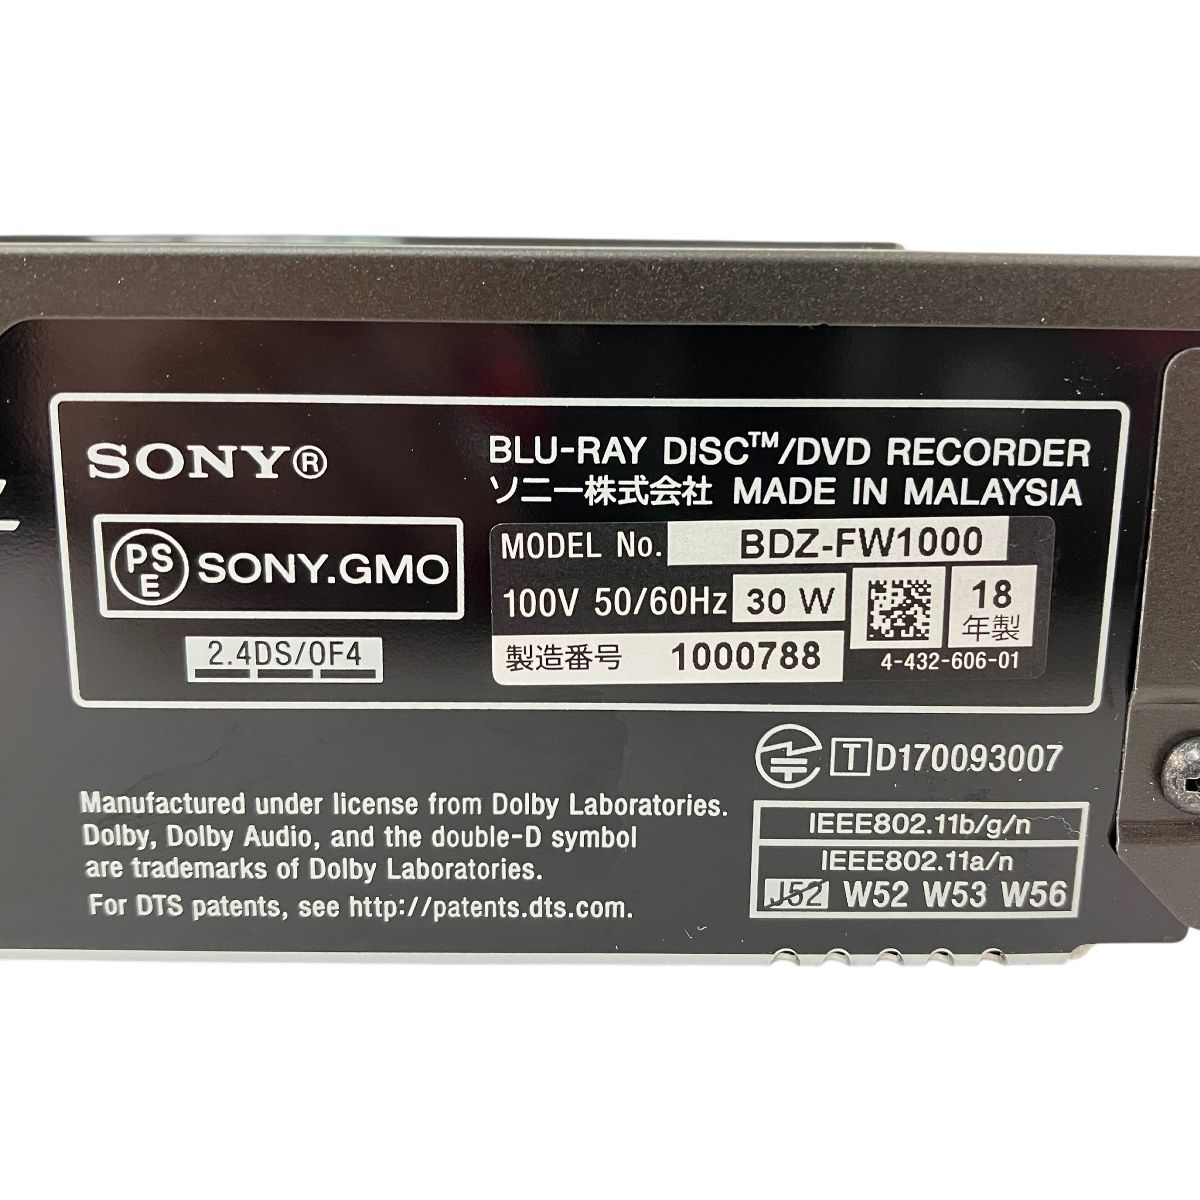 SONY®
BLU-RAY DISC™/DVD RECORDER
ソニー株式会社 MADE IN MALAYSIA
PS
E
SONY.GMO
2.4DS/OF4
MODEL No. BDZ-FW1000
100V 50/60Hz 30 W
18
年製
製造番号 1000788
4-432-606-01
T D170093007
Manufactured under license from Dolby Laboratories.
Dolby, Dolby Audio, and the double-D symbol
are trademarks of Dolby Laboratories.
For DTS patents, see http://patents.dts.com.
IEEE802.11b/g/n
IEEE802.11a/n
J52 W52 W53 W56